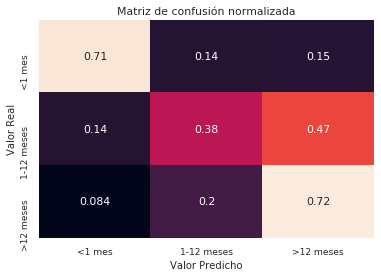 Matriz de confusión normalizada
Valor Real
<1 mes
0.71 0.14 0.15
1-12 meses
0.14 0.38 0.47
>12 meses
0.084 0.2 0.72
<1 mes 1-12 meses >12 meses
Valor Predicho